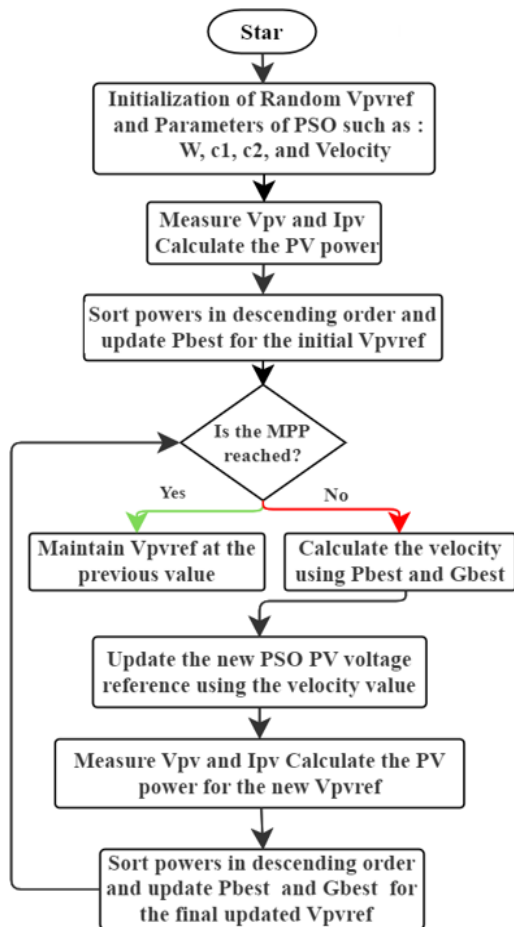 Star
Initialization of Random Vpvref
and Parameters of PSO such as :
W, c1, c2, and Velocity
Measure Vpv and Ipv
Calculate the PV power
Sort powers in descending order and
update Pbest for the initial Vpvref
Is the MPP
reached?
Yes
No
Maintain Vpvref at the
previous value
Calculate the velocity
using Pbest and Gbest
Update the new PSO PV voltage
reference using the velocity value
Measure Vpv and Ipv Calculate the PV
power for the new Vpvref
Sort powers in descending order
and update Pbest and Gbest for
the final updated Vpvref